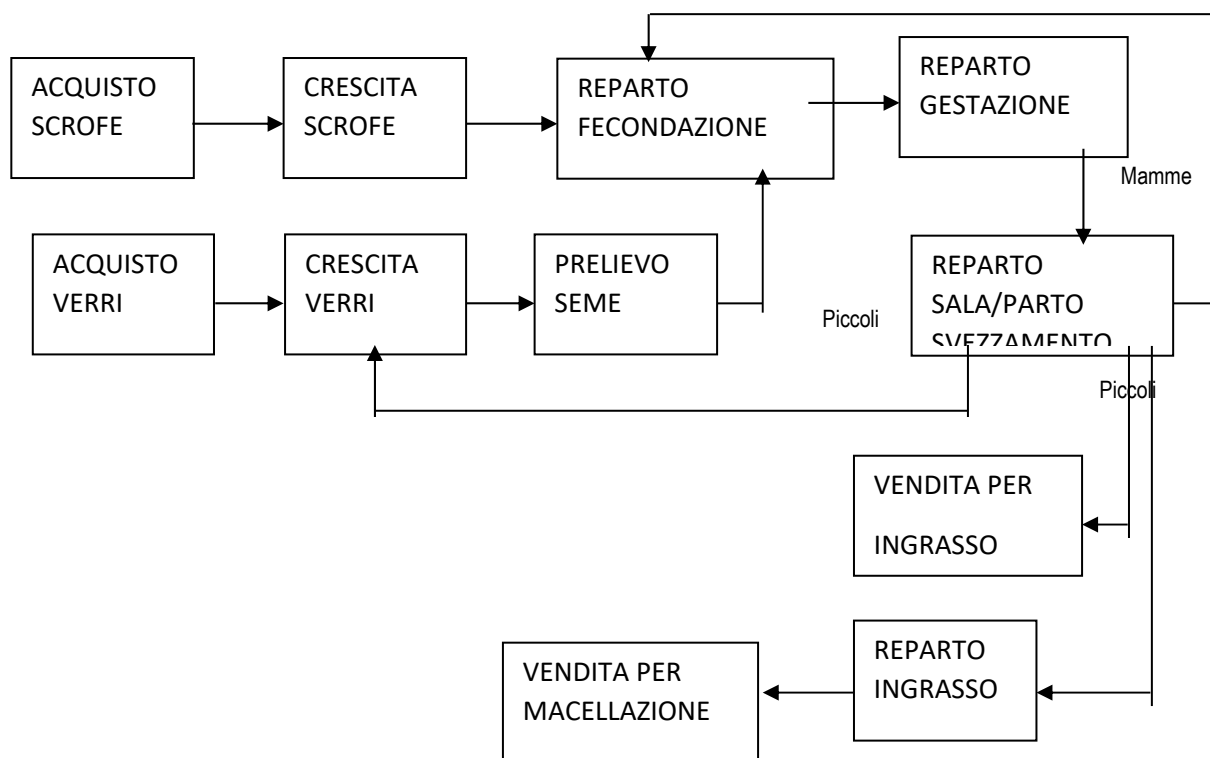 ACQUISTO
SCROFE
CRESCITA
SCROFE
REPARTO
FECONDAZIONE
REPARTO
GESTAZIONE
Mamme
ACQUISTO
VERRI
CRESCITA
VERRI
PRELIEVO
SEME
Piccoli
REPARTO
SALA/PARTO
SVEZZAMENTO
Piccoli
VENDITA PER
INGRASSO
REPARTO
INGRASSO
VENDITA PER
MACELLAZIONE